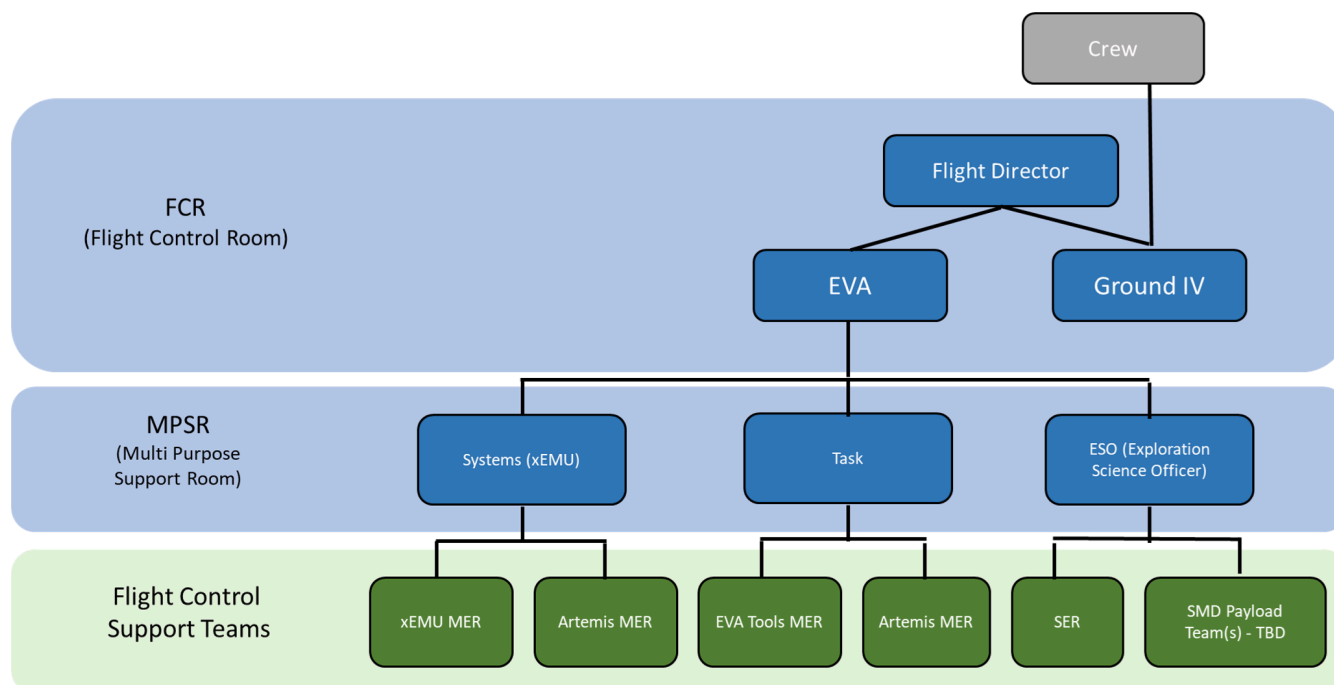 Crew
FCR
(Flight Control Room)
Flight Director
EVA
Ground IV
MPSR
(Multi Purpose
Support Room)
Systems (xEMU)
Task
ESO (Exploration
Science Officer)
Flight Control
Support Teams
xEMU MER
Artemis MER
EVA Tools MER
Artemis MER
SER
SMD Payload
Team(s) - TBD